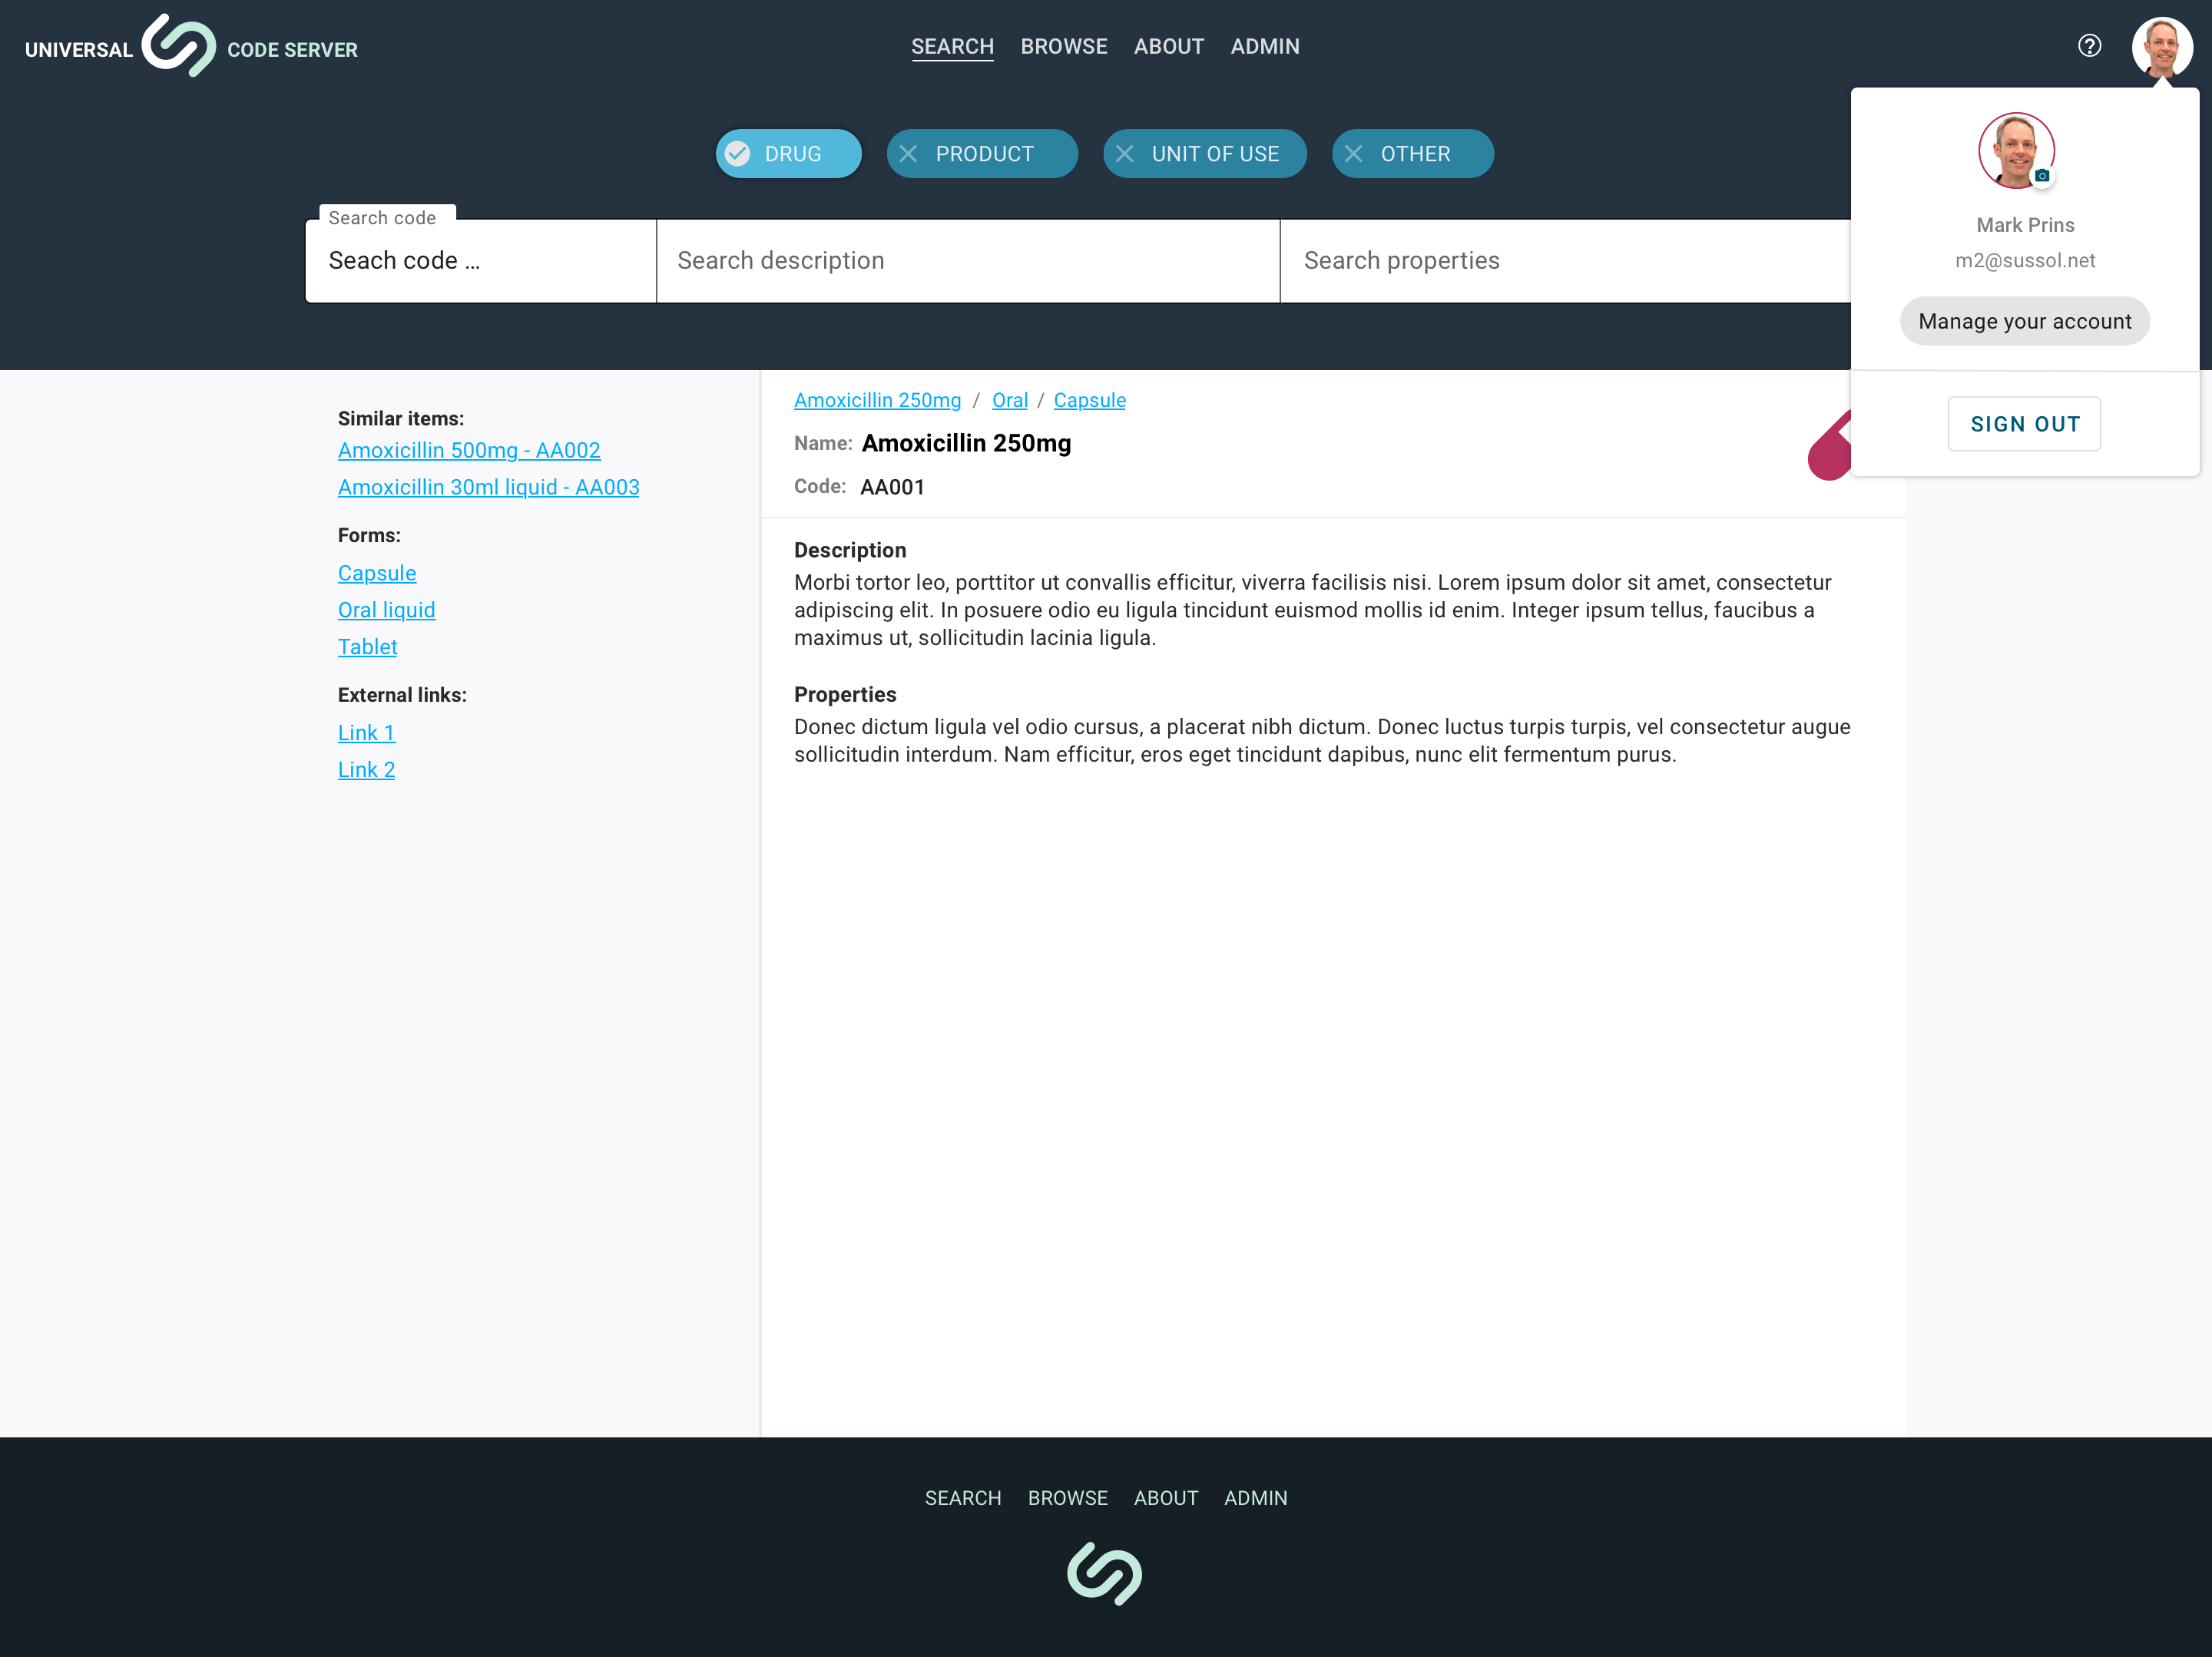 UNIVERSAL CODE SERVER
SEARCH BROWSE ABOUT ADMIN
DRUG PRODUCT UNIT OF USE OTHER
Search code
Seach code ... Search description Search properties
Mark Prins
m2@sussol.net
Manage your account
SIGN OUT
Similar items:
Amoxicillin 500mg - AA002
Amoxicillin 30ml liquid - AA003
Forms:
Capsule
Oral liquid
Tablet
External links:
Link 1
Link 2
Amoxicillin 250mg / Oral / Capsule
Name: Amoxicillin 250mg
Code: AA001
Description
Morbi tortor leo, porttitor ut convallis efficitur, viverra facilisis nisi. Lorem ipsum dolor sit amet, consectetur
adipiscing elit. In posuere odio eu ligula tincidunt euismod mollis id enim. Integer ipsum tellus, faucibus a
maximus ut, sollicitudin lacinia ligula.
Properties
Donec dictum ligula vel odio cursus, a placerat nibh dictum. Donec luctus turpis turpis, vel consectetur augue
sollicitudin interdum. Nam efficitur, eros eget tincidunt dapibus, nunc elit fermentum purus.
SEARCH BROWSE ABOUT ADMIN